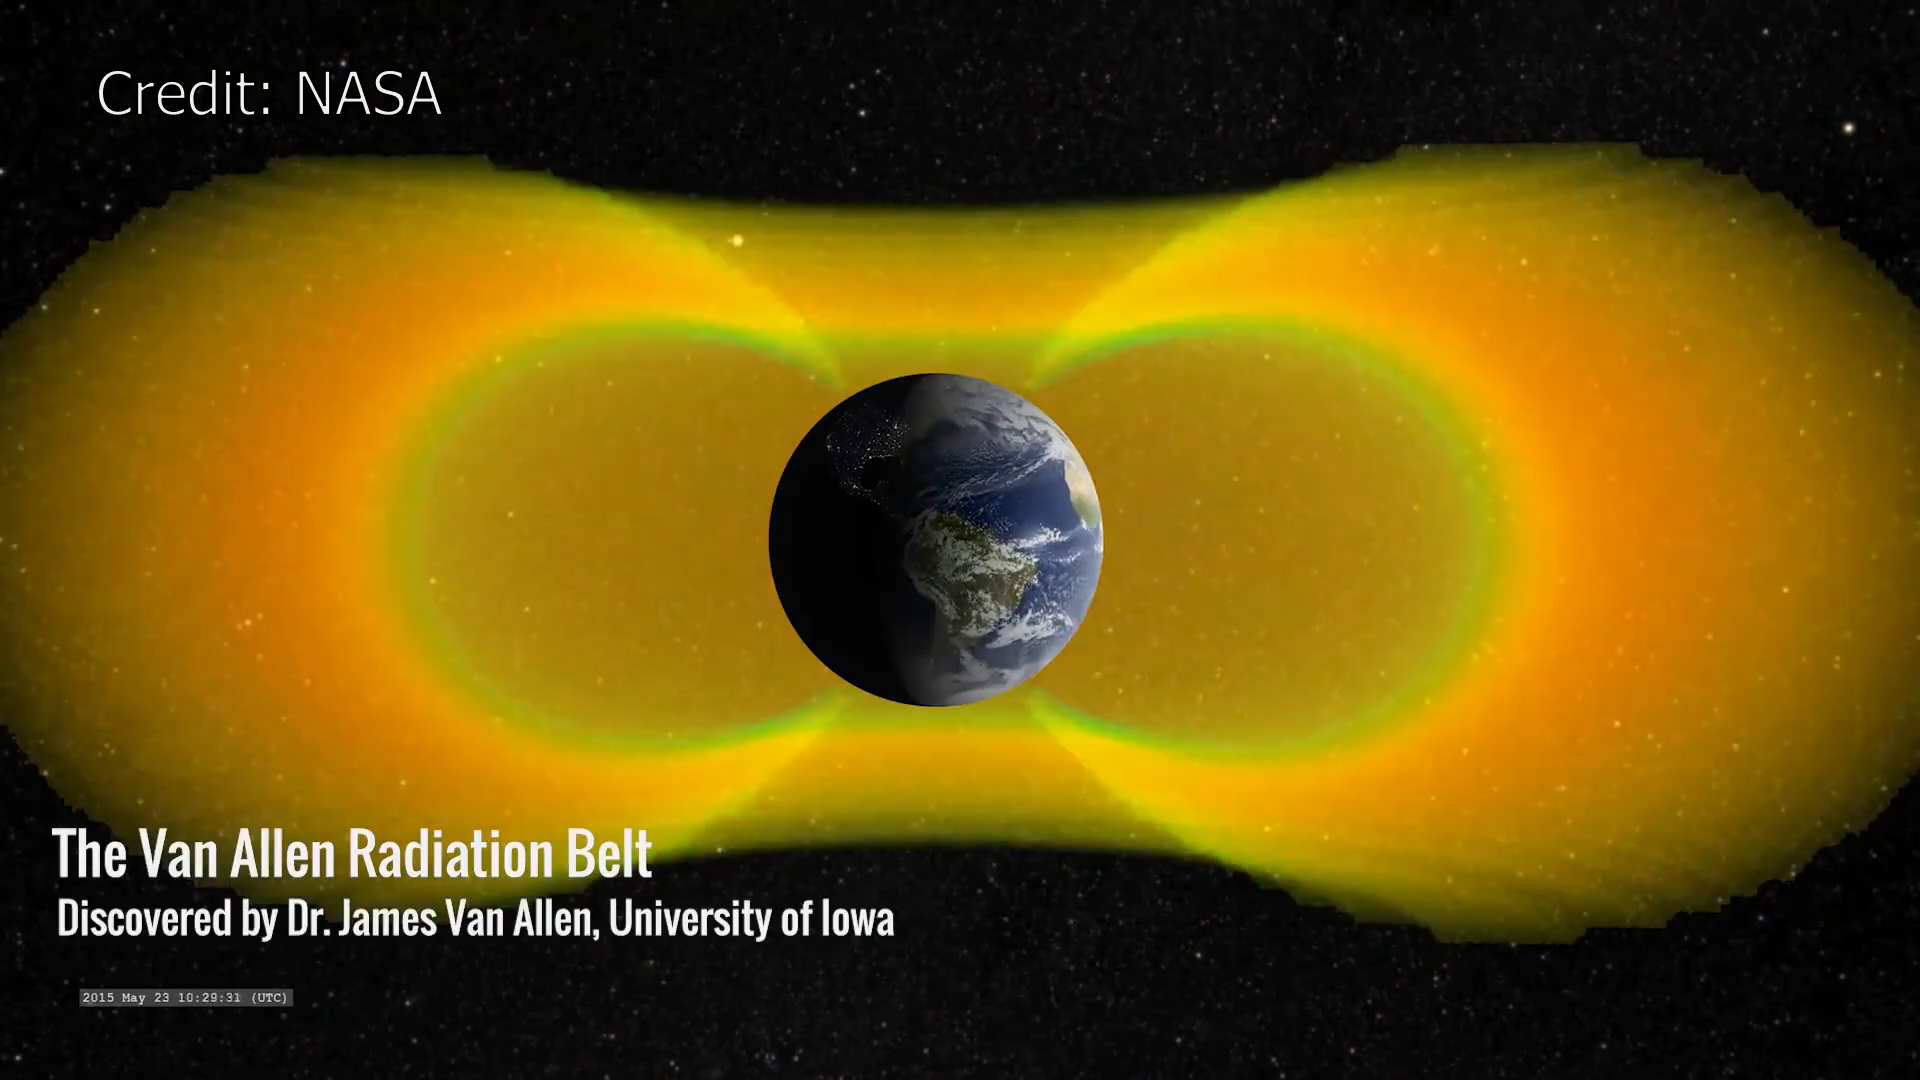 Credit: NASA
The Van Allen Radiation Belt
Discovered by Dr. James Van Allen, University of Iowa
2015 May 23 10:29:31 (UTC)